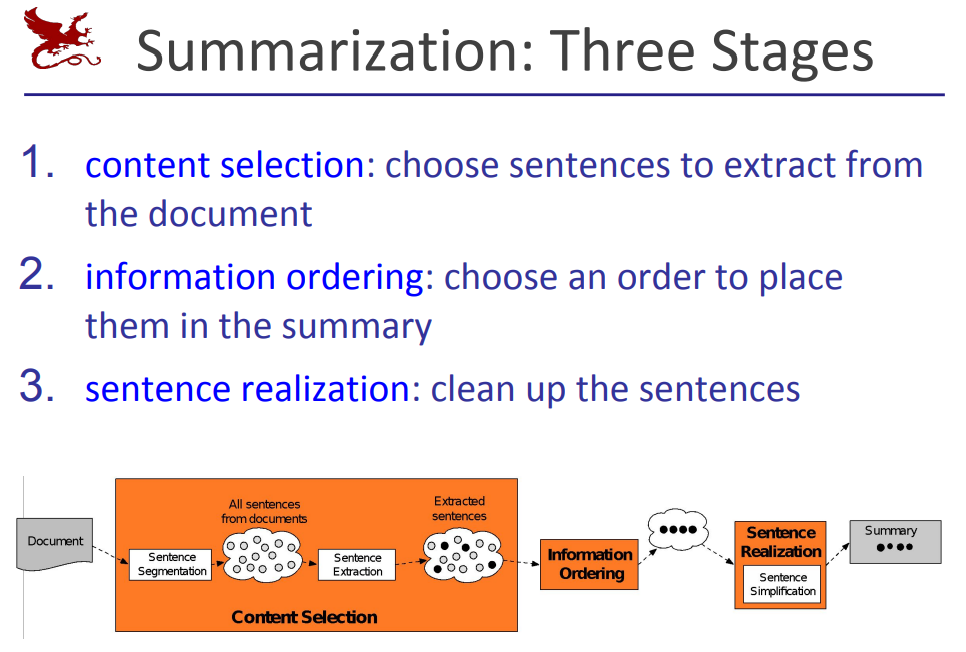 Summarization: Three Stages
1. content selection: choose sentences to extract from
the document
2. information ordering: choose an order to place
them in the summary
3. sentence realization: clean up the sentences
Document
Sentence
Segmentation
All sentences
from documents
Sentence
Extraction
Extracted
sentences
Content Selection
Information
Ordering
Sentence
Realization
Sentence
Simplification
Summary